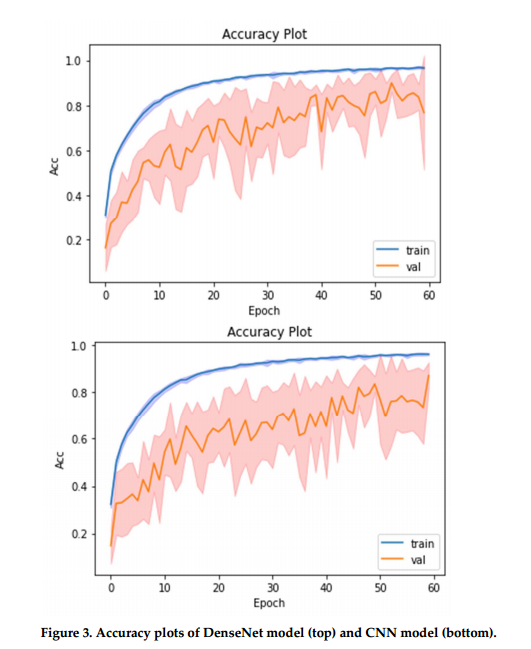 Accuracy Plot
1.0
0.8
0.6
0.4
0.2
Acc
0 10 20 30 40 50 60
Epoch
train
val
Accuracy Plot
1.0
0.8
0.6
0.4
0.2
Acc
0 10 20 30 40 50 60
Epoch
train
val
Figure 3. Accuracy plots of DenseNet model (top) and CNN model (bottom).